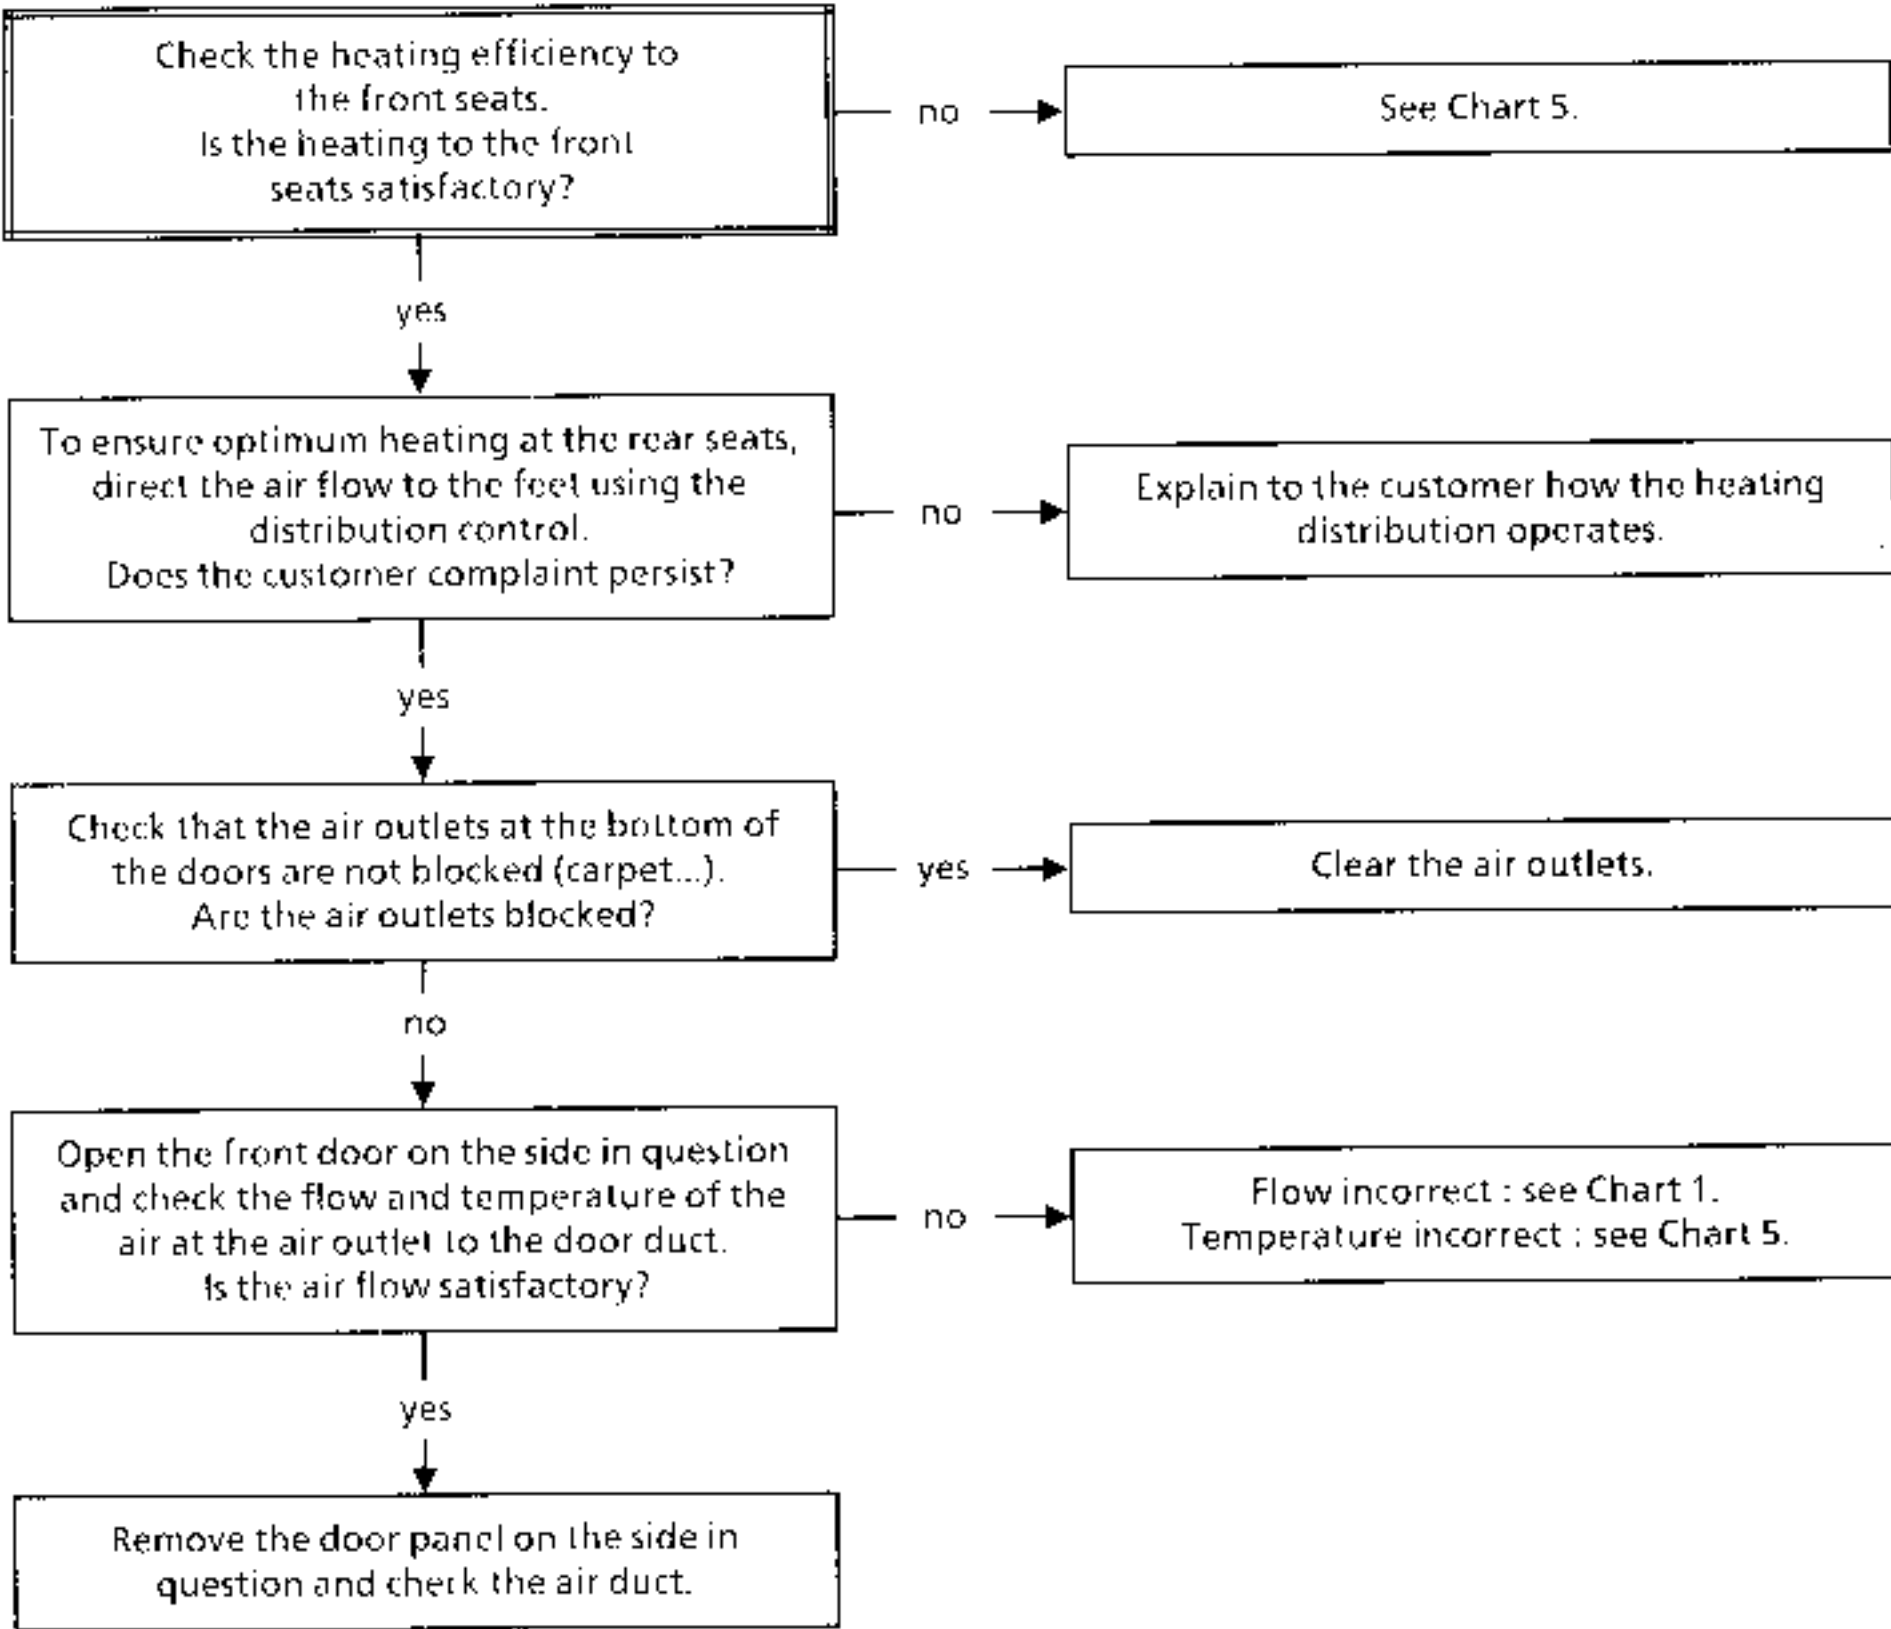 Check the heating efficiency to
the front seats.
Is the heating to the front
seats satisfactory?
no
See Chart 5.
yes
To ensure optimum heating at the rear seats,
direct the air flow to the feet using the
distribution control.
Does the customer complaint persist?
no
Explain to the customer how the heating
distribution operates.
yes
Check that the air outlets at the bottom of
the doors are not blocked (carpet...).
Are the air outlets blocked?
yes
Clear the air outlets.
no
Open the front door on the side in question
and check the flow and temperature of the
air at the air outlet to the door duct.
Is the air flow satisfactory?
no
Flow incorrect : see Chart 1.
Temperature incorrect : see Chart 5.
yes
Remove the door panel on the side in
question and check the air duct.